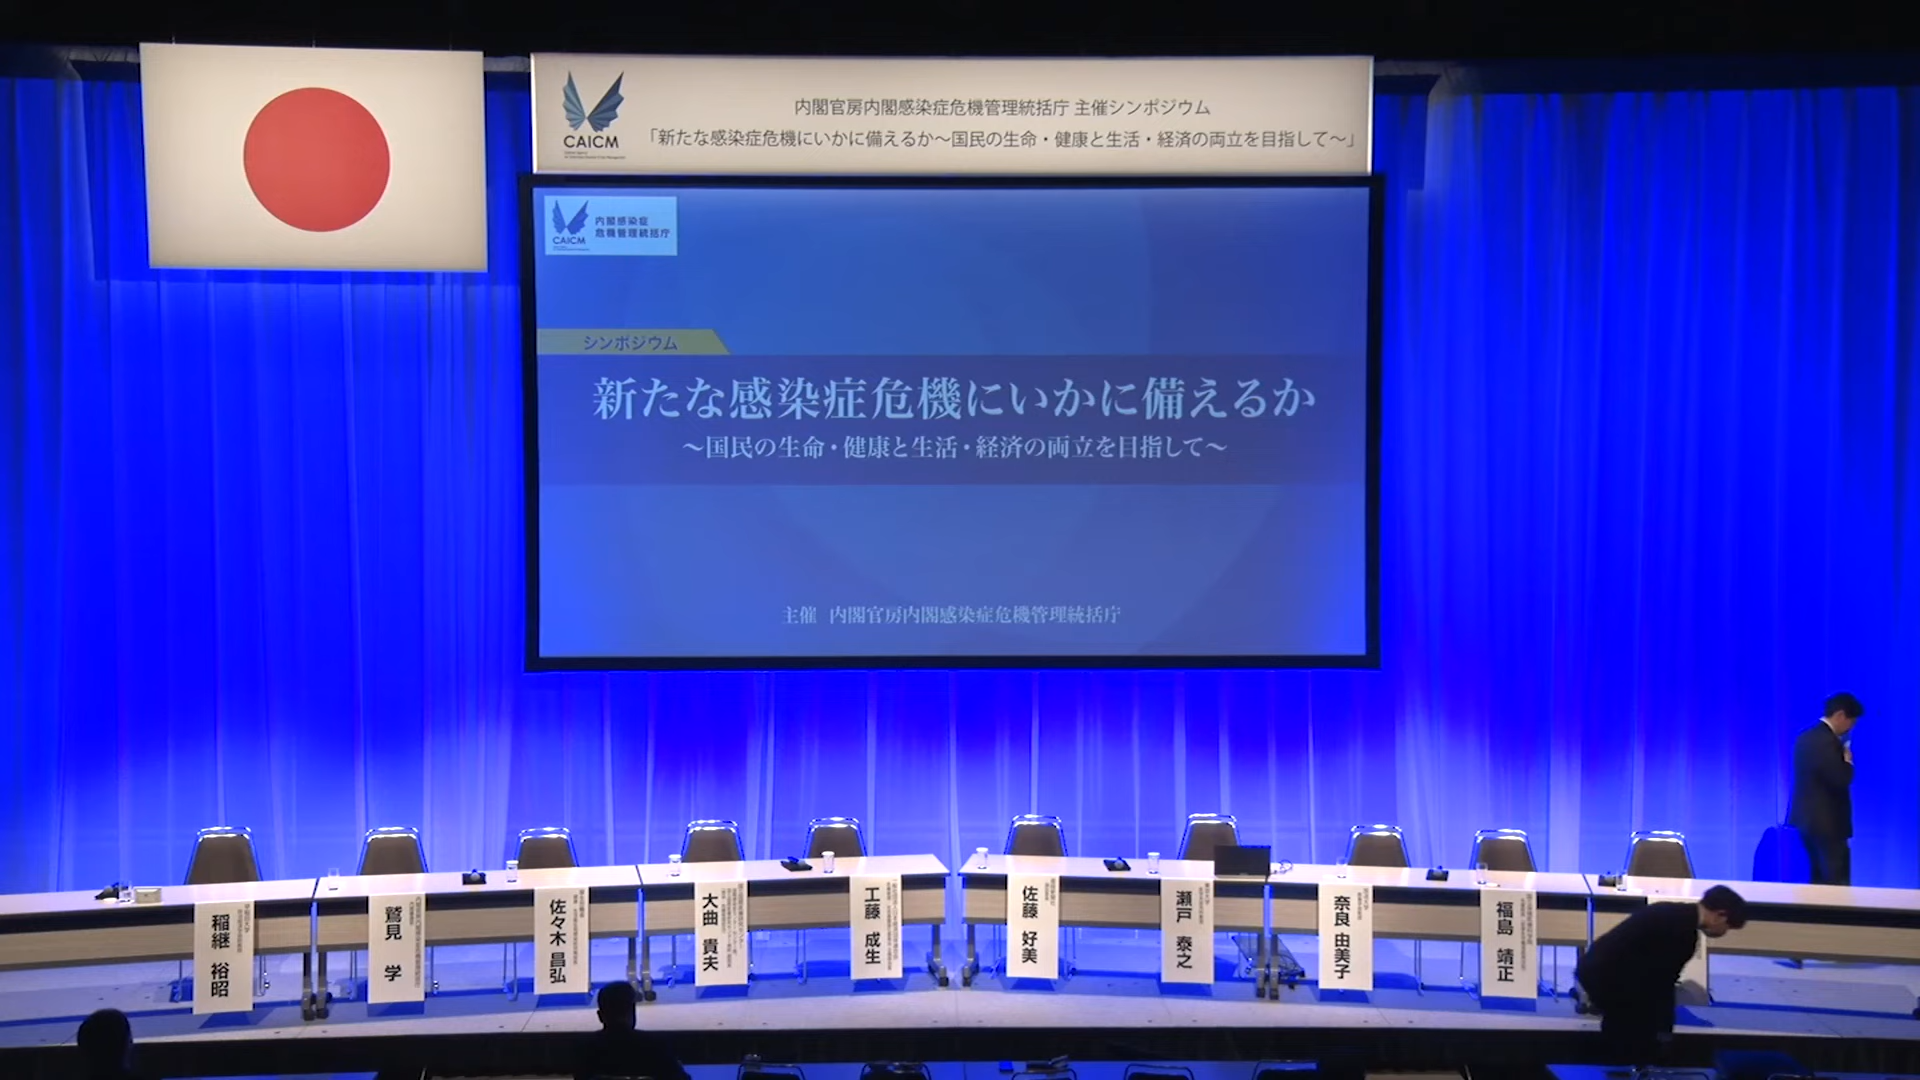 内閣官房内閣感染症危機管理統括庁 主催シンポジウム
「新たな感染症危機にいかに備えるか～国民の生命・健康と生活・経済の両立を目指して～」
CAICM
CAICM
内閣感染症
危機管理統括庁
シンポジウム
新たな感染症危機にいかに備えるか
～国民の生命・健康と生活・経済の両立を目指して～
主催 内閣官房内閣感染症危機管理統括庁
稲継 裕昭
鷲見 学
佐々木 昌弘
大曲 貴夫
工藤 成生
佐藤 好美
瀬戸 泰之
奈良 由美子
福島 靖正